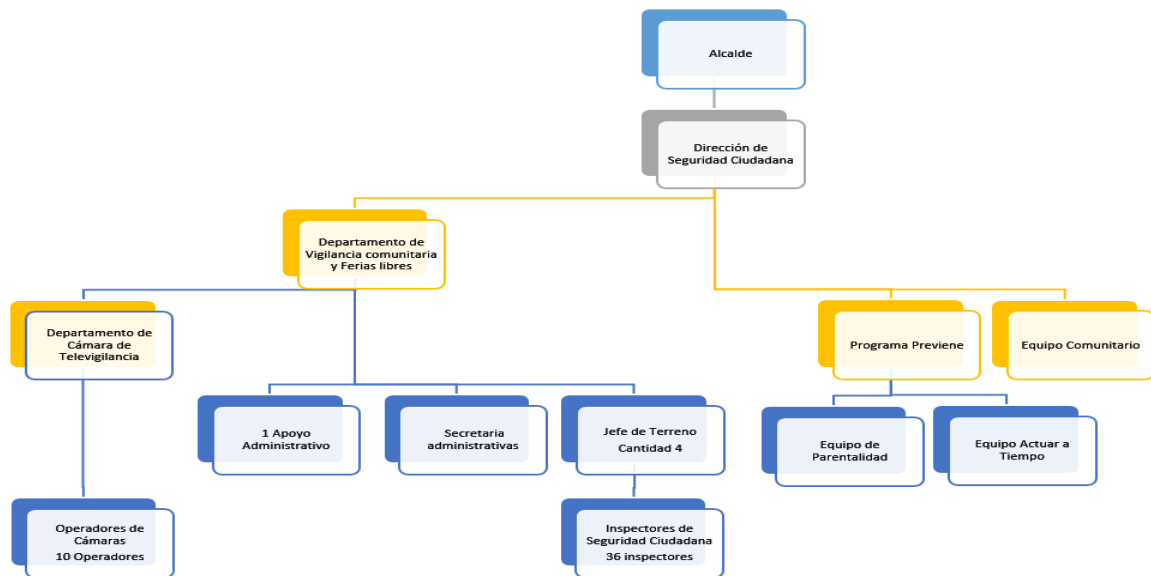 Alcalde
Dirección de
Seguridad Ciudadana
Departamento de
Vigilancia comunitaria
y Ferias libres
Departamento de
Cámara de
Televigilancia
Programa Previene
Equipo Comunitario
1 Apoyo
Administrativo
Secretaria
administrativas
Jefe de Terreno
Cantidad 4
Equipo de
Parentalidad
Equipo Actuar a
Tiempo
Operadores de
Cámaras
10 Operadores
Inspectores de
Seguridad Ciudadana
36 inspectores